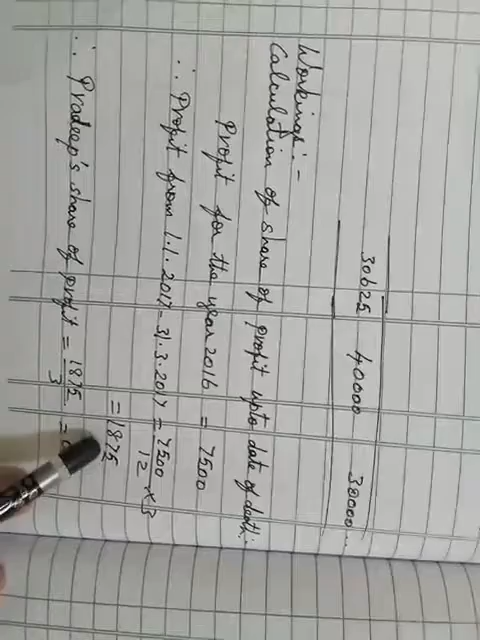 30625 40000 30000
Workings:-
Calculation of share of profit upto date of death:-
Profit for the year 2016 = 7500
∴ Profit from 1.1.2017 - 31.3.2017 = 7500/12 × 3
= 1875
∴ Pradeep's share of profit = 1875/3 =